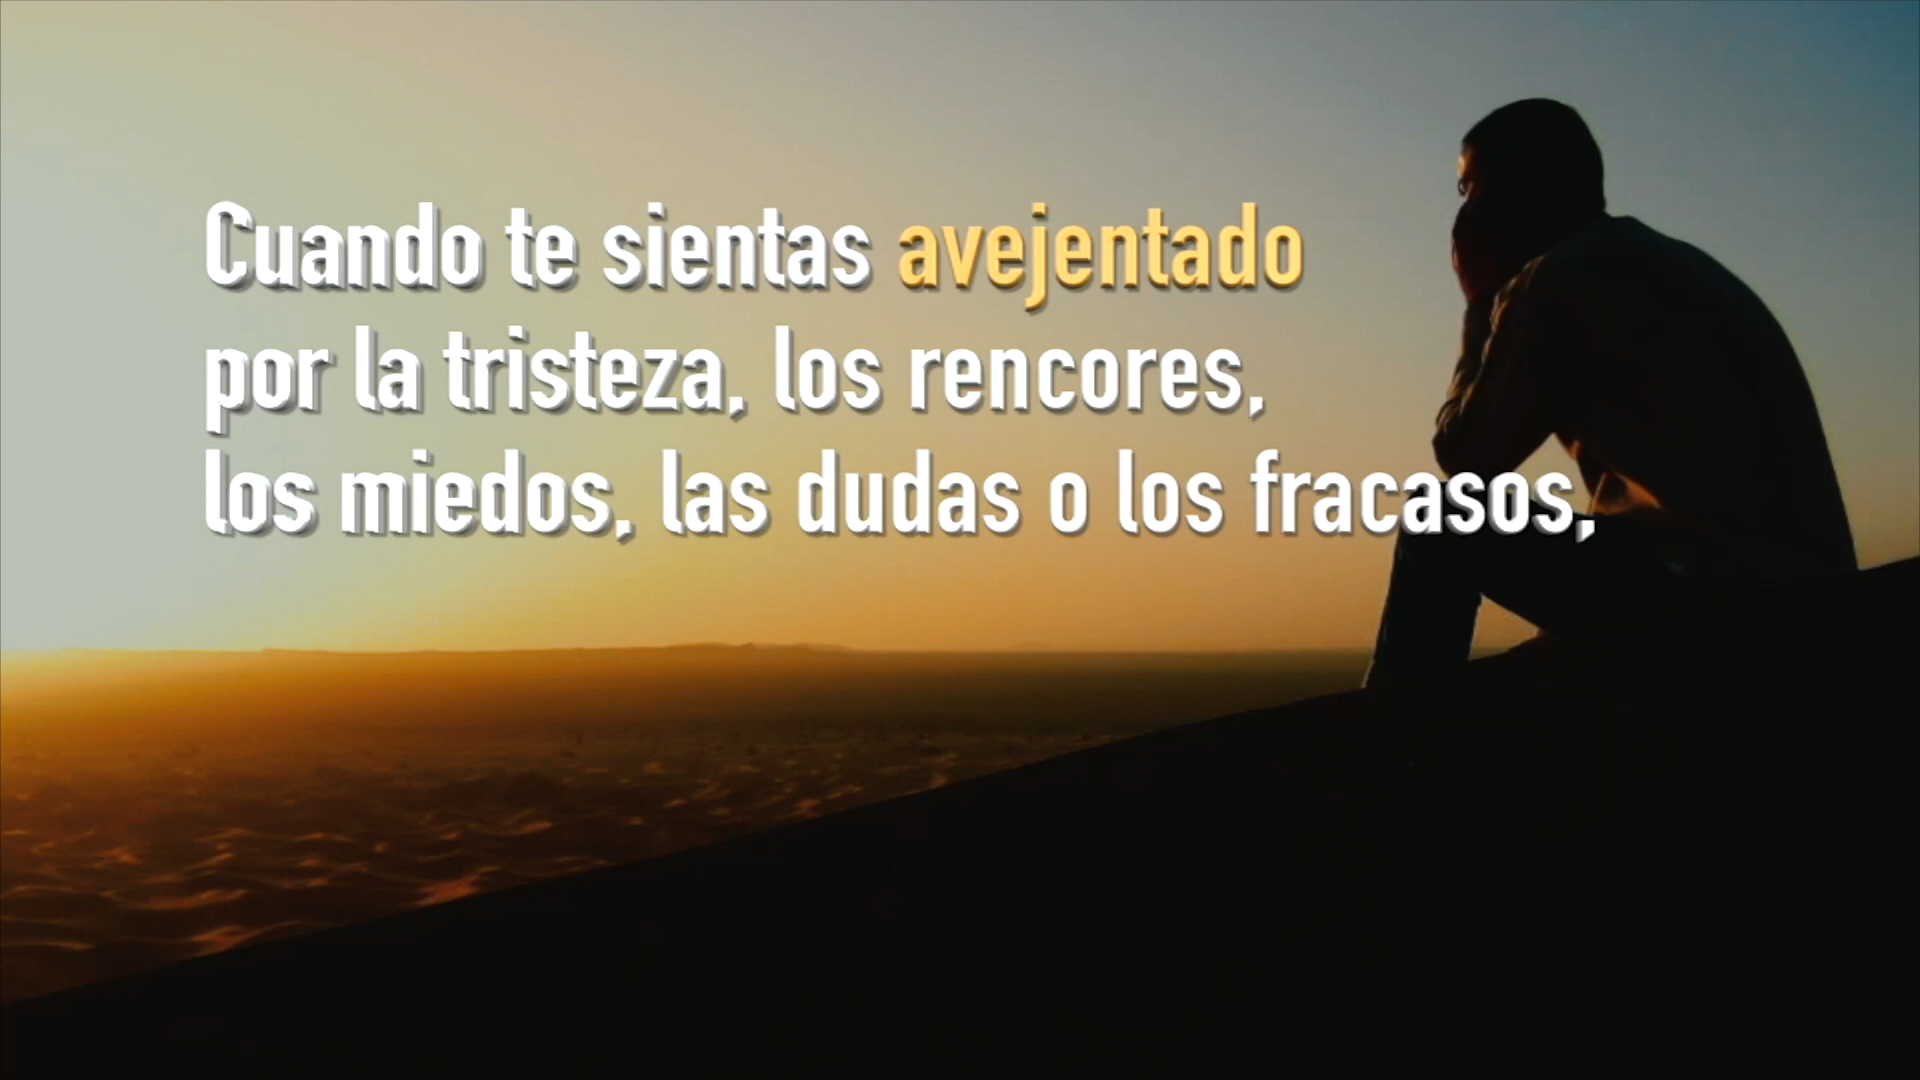 Cuando te sientas avejentado
por la tristeza, los rencores,
los miedos, las dudas o los fracasos,